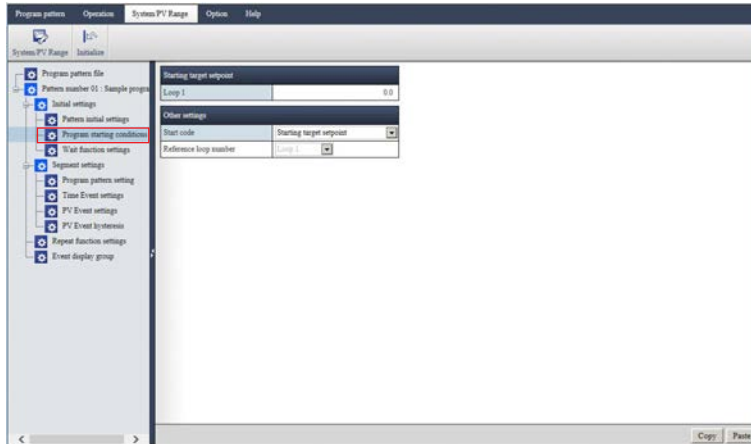 Program pattern Operation System/PV Range Option Help
System/PV Range Initialize
Program pattern file
Pattern number 01 : Sample progra
Initial settings
Pattern initial settings
Program starting conditions
Wait function settings
Segment settings
Program pattern setting
Time Event settings
PV Event settings
PV Event hysteresis
Repeat function settings
Event display group
Starting target setpoint
Loop 1 0.0
Other settings
Start code Starting target setpoint
Reference loop number Loop 1
Copy Paste